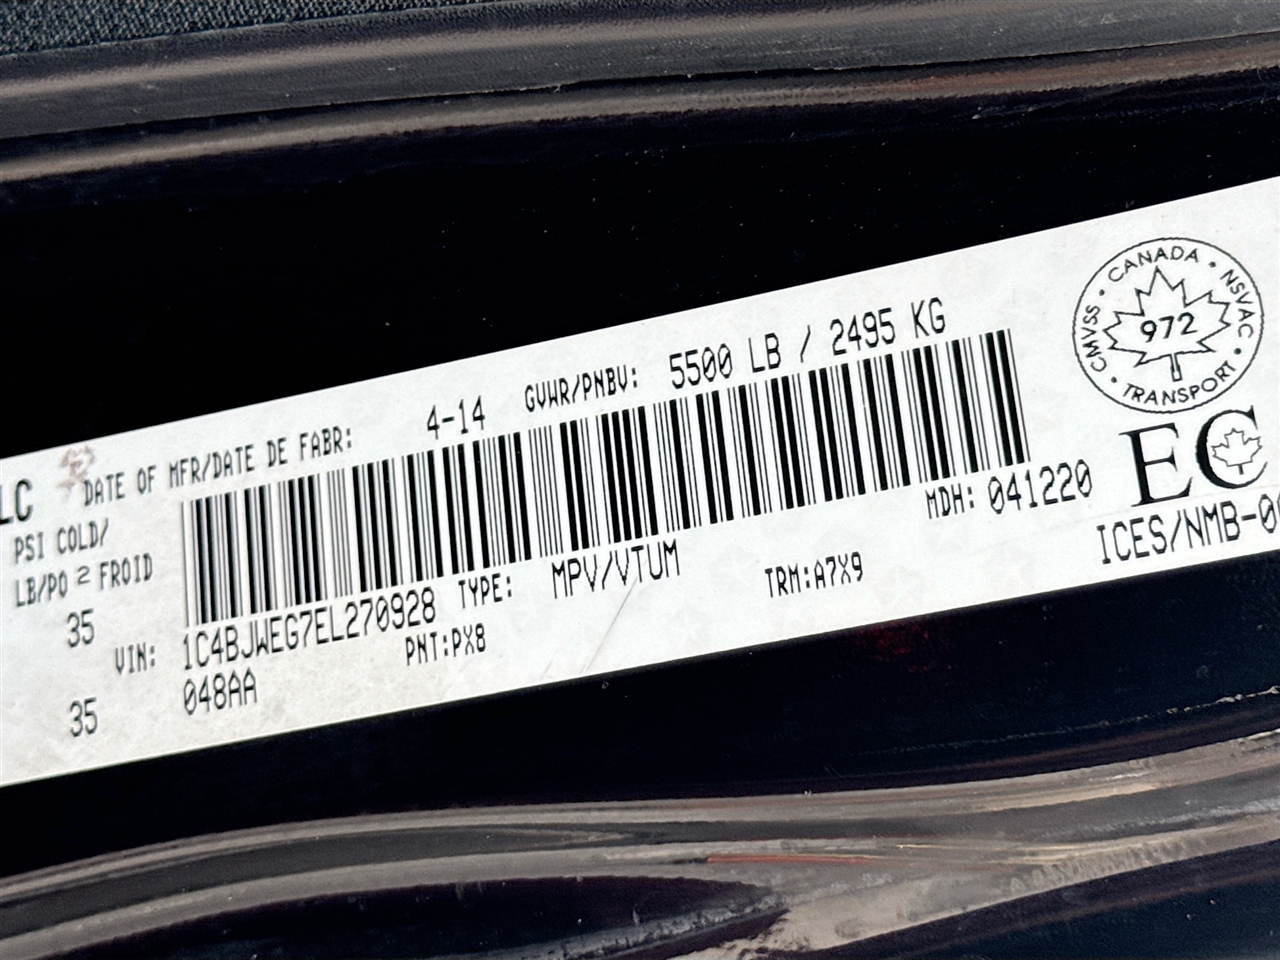 LC
DATE OF MFR/DATE DE FABR: 4-14 GVWR/PNBV: 5500 LB / 2495 KG
PSI COLD/
LB/PO 2 FROID
35
35
VIN: 1C4BJWEG7EL270928 TYPE: MPV/VTUM MDH: 041220
048AA PNT:PX8 TRM:A7X9
CMVSS • CANADA • NSVAC • TRANSPORT •
972
EC
ICES/NMB-0